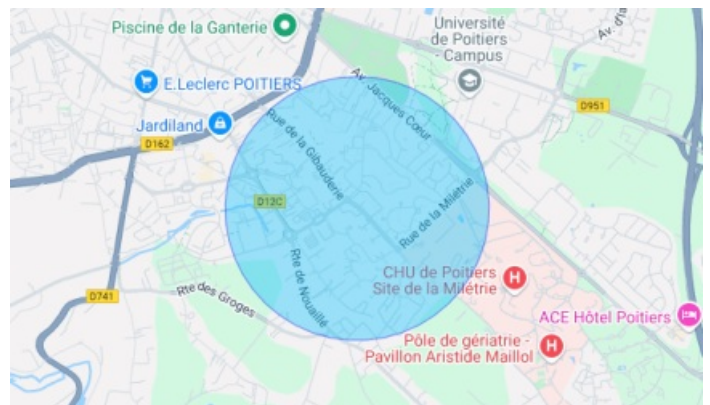 Piscine de la Ganterie
Université
de Poitiers
- Campus
Av. d'la
E.Leclerc POITIERS
Av. Jacques Cœur
D951
Jardiland
Rue de la Gibauderie
D162
D12C
Rue de la Milétrie
Rte de Nouaillé
CHU de Poitiers
Site de la Milétrie
H
D741
Rte des Groges
ACE Hôtel Poitiers
Pôle de gériatrie -
Pavillon Aristide Maillol
H